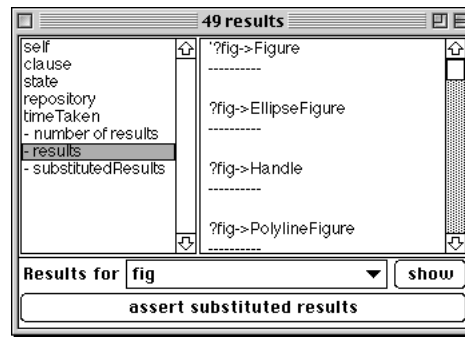 49 results
self
clause
state
repository
timeTaken
- number of results
- results
- substitutedResults
'?fig->Figure
----------
?fig->EllipseFigure
----------
?fig->Handle
----------
?fig->PolylineFigure
----------
Results for fig show
assert substituted results